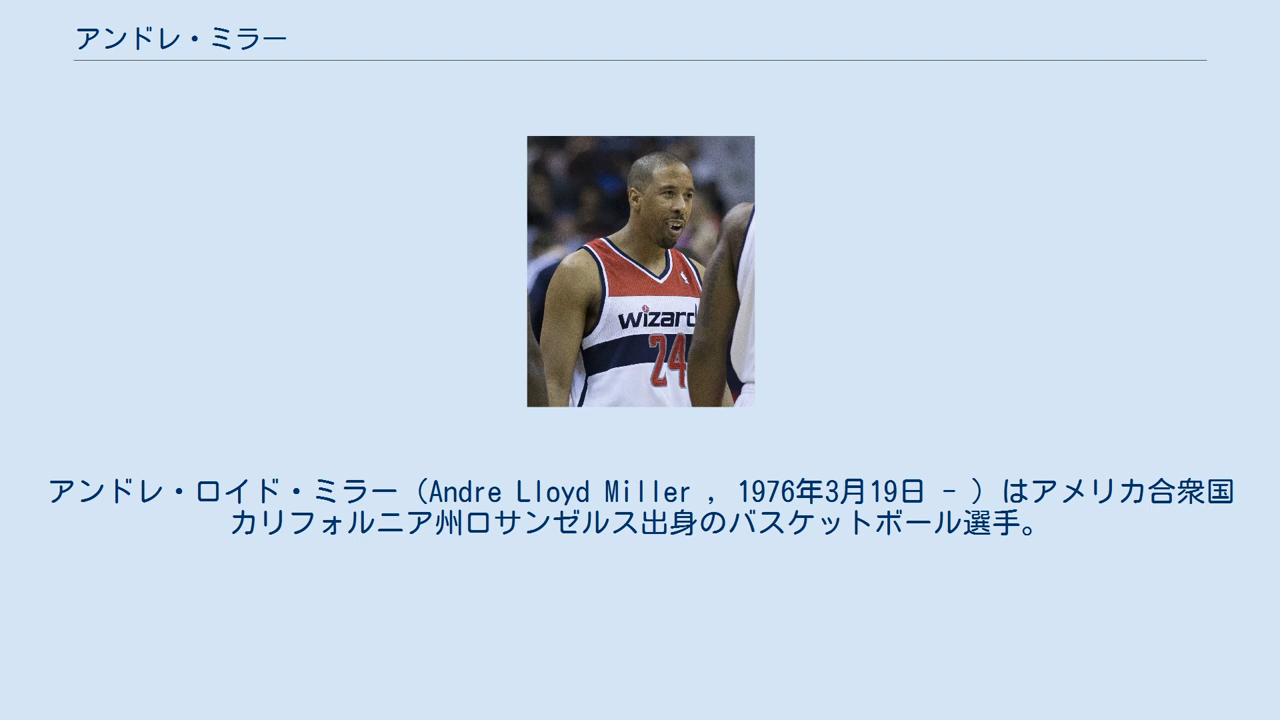 アンドレ・ミラー
wizard
24
アンドレ・ロイド・ミラー（Andre Lloyd Miller , 1976年3月19日 - ）はアメリカ合衆国
カリフォルニア州ロサンゼルス出身のバスケットボール選手。